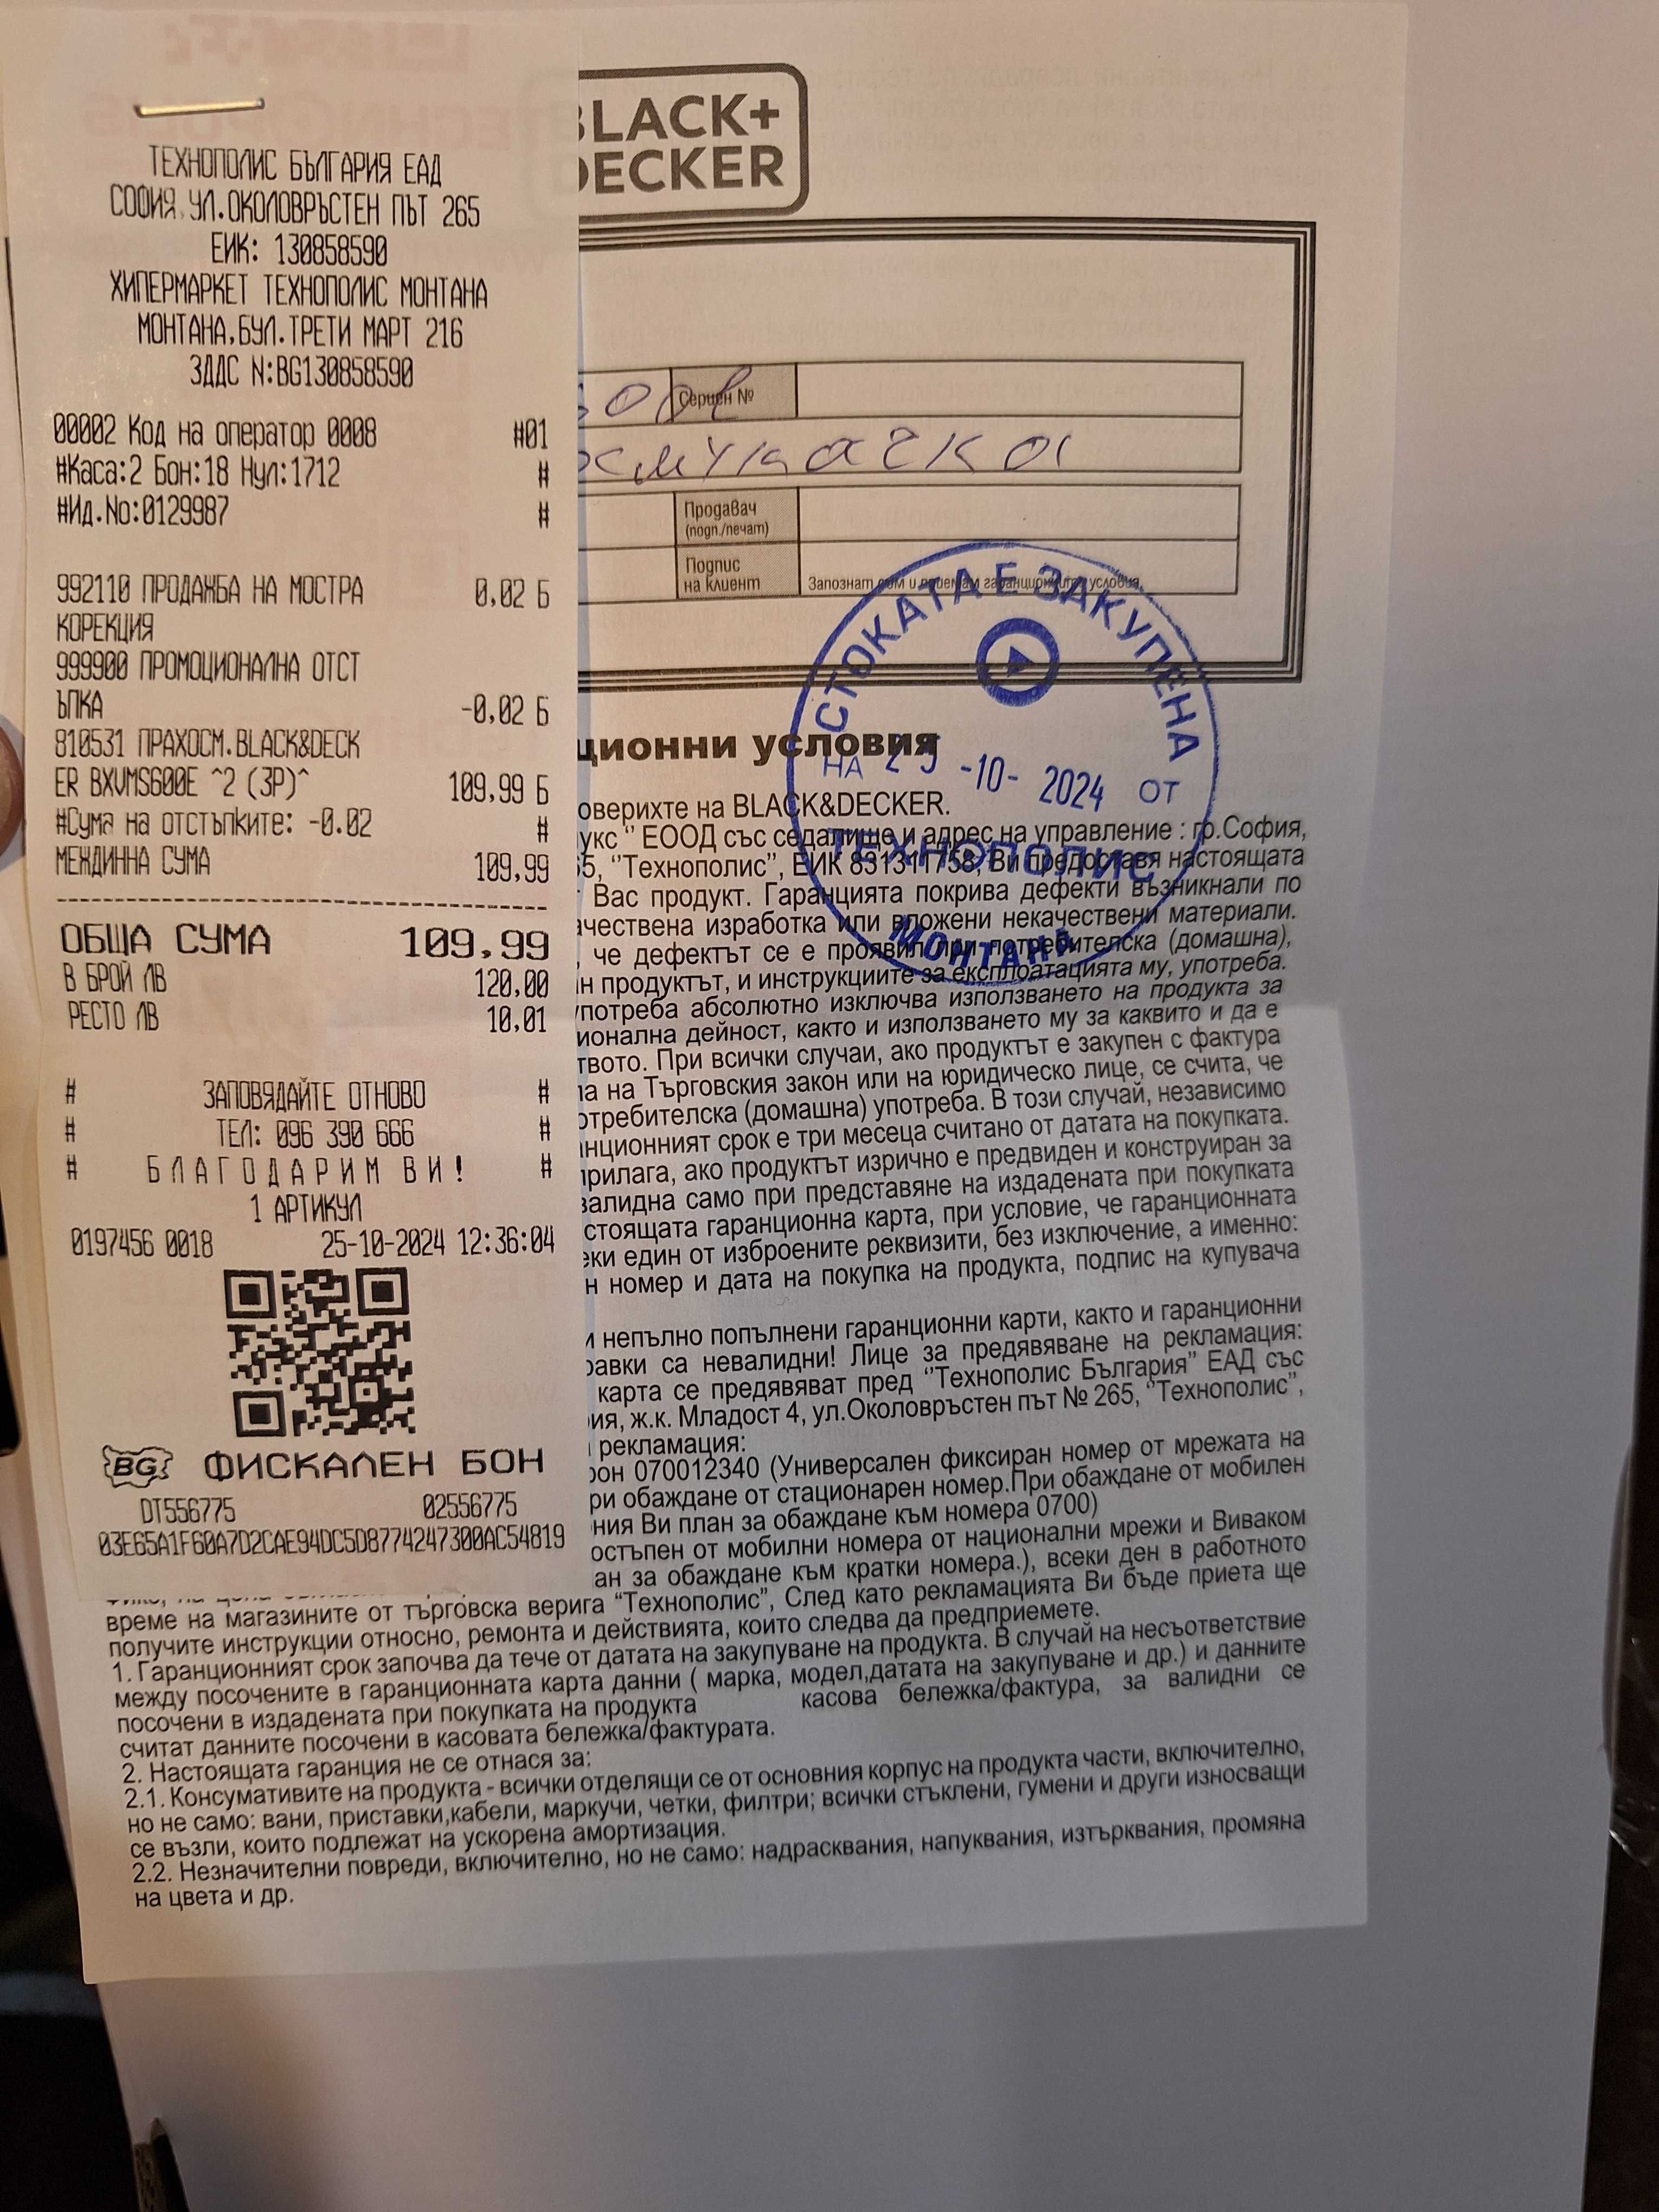 ТЕХНОПОЛИС БЪЛГАРИЯ ЕАД
СОФИЯ,УЛ.ОКОЛОВРЪСТЕН ПЪТ 265
ЕИК: 130858590
ХИПЕРМАРКЕТ ТЕХНОПОЛИС МОНТАНА
МОНТАНА,БУЛ.ТРЕТИ МАРТ 216
ЗДДС N:BG130858590
00002 Код на оператор 0008 #01
#Каса:2 Бон:18 Нул:1712 #
#Ид.No:0129987 #
992110 ПРОДАЖБА НА МОСТРА 0,02 Б
КОРЕКЦИЯ
999900 ПРОМОЦИОНАЛНА ОТСТ
ЪПКА -0,02 Б
810531 ПРАХОСМ.BLACK&DECK
ER BXVMS600E ^2 (3P)^ 109,99 Б
#Сума на отстъпките: -0.02 #
МЕЖДИННА СУМА 109,99
ОБЩА СУМА 109,99
В БРОЙ ЛВ 120,00
РЕСТО ЛВ 10,01
# ЗАПОВЯДАЙТЕ ОТНОВО #
# ТЕЛ: 096 390 666 #
# БЛАГОДАРИМ ВИ! #
1 АРТИКУЛ
0197456 0018 25-10-2024 12:36:04
BG ФИСКАЛЕН БОН
DT556775 02556775
03E65A1F60A7D2CAE94DC5D8774247300AC54819
BLACK+
DECKER
Сериен №
Продавач
(подп./печат)
Подпис
на клиент
Запознат съм и приемам гаранционните условия
СТОКАТА Е ЗАКУПЕНА
НА -10- 2024 ОТ
ТЕХНОПОЛИС
МОНТАНА
ционни условия
оверихте на BLACK&DECKER.
укс" ЕООД със седалище и адрес на управление : гр.София,
5, "Технополис", ЕИК 831311758, Ви предоставя настоящата
Вас продукт. Гаранцията покрива дефекти възникнали по
ачествена изработка или вложени некачествени материали.
, че дефектът се е проявил при потребителска (домашна),
н продуктът, и инструкциите за експлоатацията му, употреба.
употреба абсолютно изключва използването на продукта за
ионална дейност, както и използването му за каквито и да е
твото. При всички случаи, ако продуктът е закупен с фактура
ла на Търговския закон или на юридическо лице, се счита, че
отребителска (домашна) употреба. В този случай, независимо
анционният срок е три месеца считано от датата на покупката.
прилага, ако продуктът изрично е предвиден и конструиран за
валидна само при представяне на издадената при покупката
стоящата гаранционна карта, при условие, че гаранционната
еки един от изброените реквизити, без изключение, а именно:
н номер и дата на покупка на продукта, подпис на купувача
и непълно попълнени гаранционни карти, както и гаранционни
равки са невалидни! Лице за предявяване на рекламация:
карта се предявяват пред "Технополис България" ЕАД със
ия, ж.к. Младост 4, ул.Околовръстен път № 265, "Технополис",
рекламация:
он 070012340 (Универсален фиксиран номер от мрежата на
ри обаждане от стационарен номер.При обаждане от мобилен
ния Ви план за обаждане към номера 0700)
остъпен от мобилни номера от национални мрежи и Виваком
ан за обаждане към кратки номера.), всеки ден в работното
време на магазините от търговска верига "Технополис", След като рекламацията Ви бъде приета ще
получите инструкции относно, ремонта и действията, които следва да предприемете.
1. Гаранционният срок започва да тече от датата на закупуване на продукта. В случай на несъответствие
между посочените в гаранционната карта данни ( марка, модел,датата на закупуване и др.) и данните
посочени в издадената при покупката на продукта касова бележка/фактура, за валидни се
считат данните посочени в касовата бележка/фактурата.
2. Настоящата гаранция не се отнася за:
2.1. Консумативите на продукта - всички отделящи се от основния корпус на продукта части, включително,
но не само: вани, приставки,кабели, маркучи, четки, филтри; всички стъклени, гумени и други износващи
се възли, които подлежат на ускорена амортизация.
2.2. Незначителни повреди, включително, но не само: надрасквания, напуквания, изтърквания, промяна
на цвета и др.